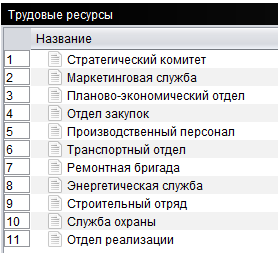 Трудовые ресурсы
Название
1 Стратегический комитет
2 Маркетинговая служба
3 Планово-экономический отдел
4 Отдел закупок
5 Производственный персонал
6 Транспортный отдел
7 Ремонтная бригада
8 Энергетическая служба
9 Строительный отряд
10 Служба охраны
11 Отдел реализации